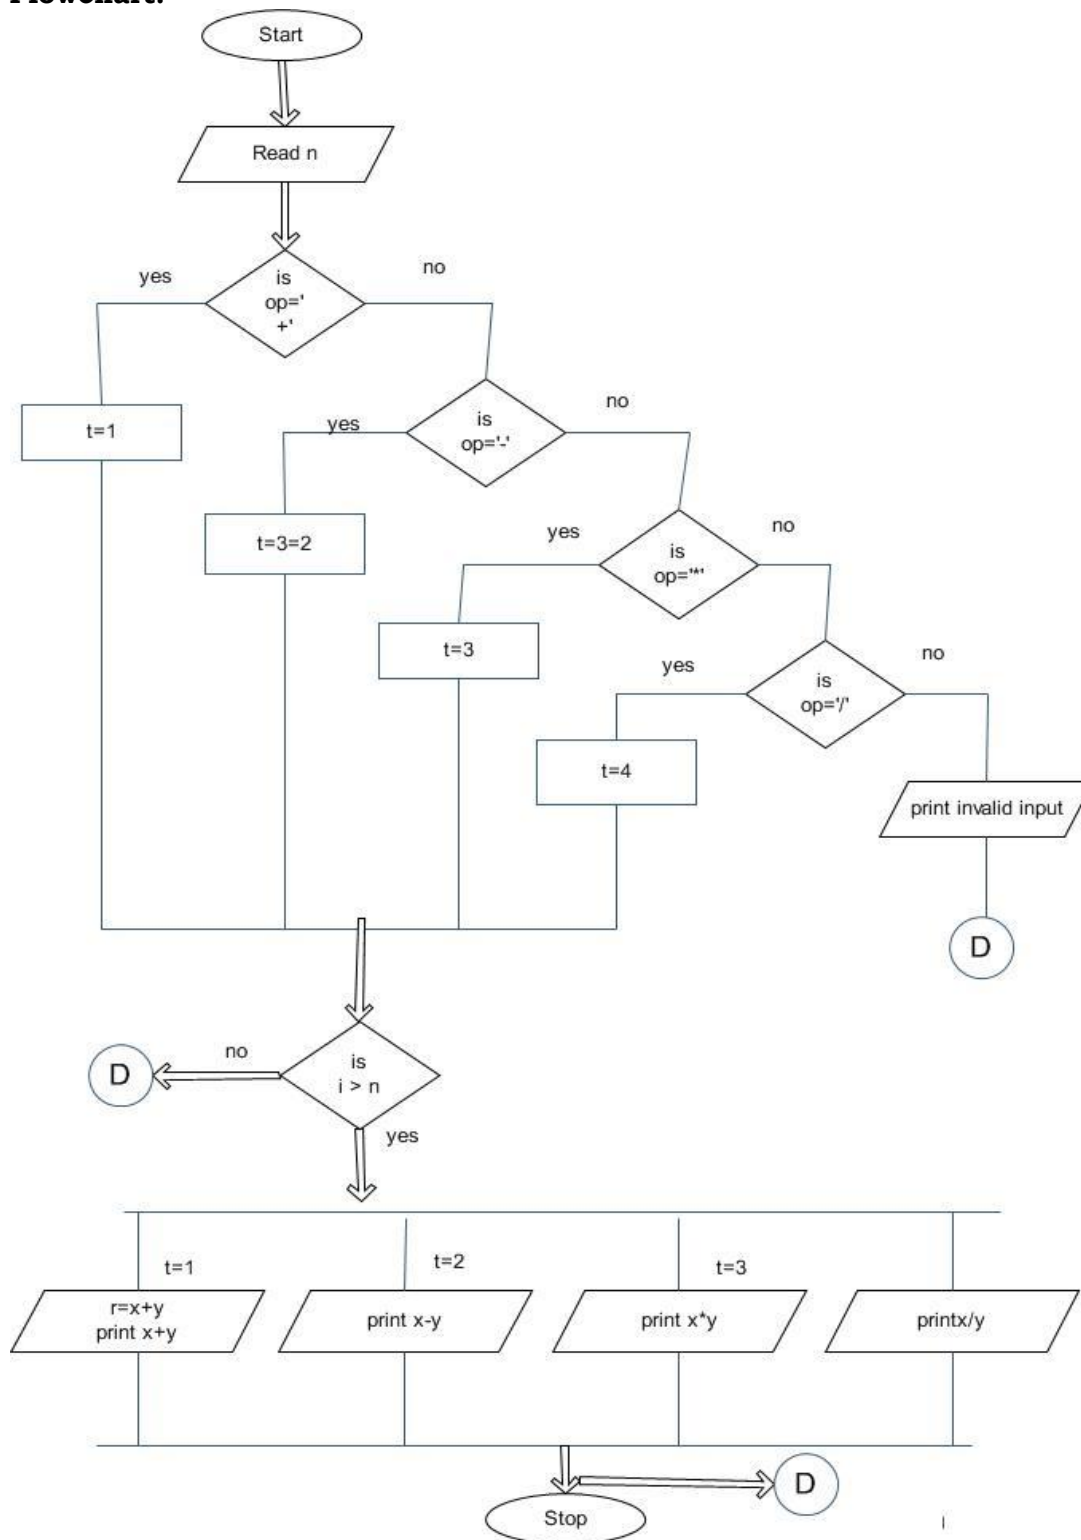 Flowchart:
Start
Read n
yes
no
is
op='
+'
t=1
yes
is
op='-'
no
t=3=2
yes
is
op='*'
no
t=3
yes
is
op='/'
no
t=4
print invalid input
D
D
no
is
i > n
yes
t=1
t=2
t=3
r=x+y
print x+y
print x-y
print x*y
printx/y
D
Stop